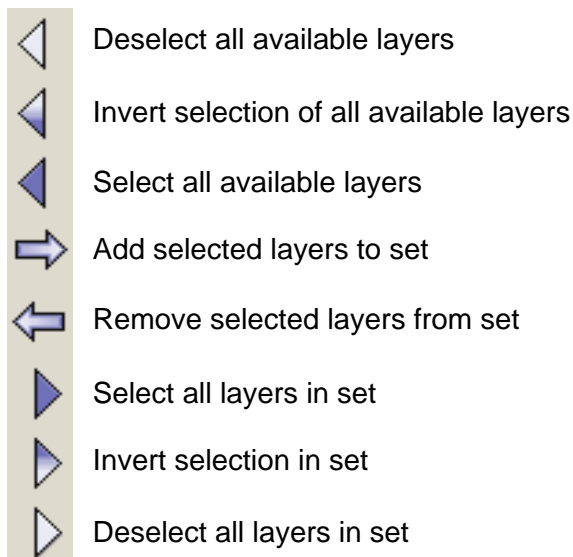 Deselect all available layers
Invert selection of all available layers
Select all available layers
Add selected layers to set
Remove selected layers from set
Select all layers in set
Invert selection in set
Deselect all layers in set